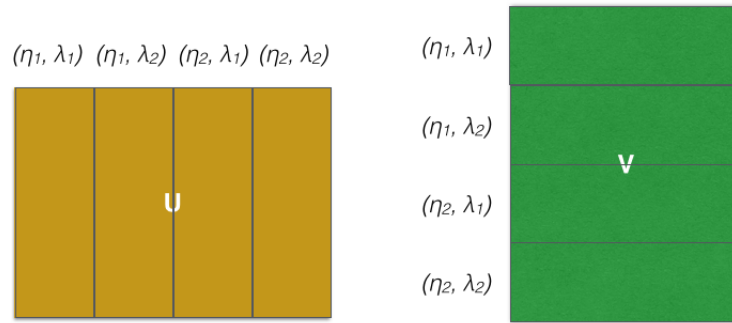 (η₁, λ₁) (η₁, λ₂) (η₂, λ₁) (η₂, λ₂)
U
(η₁, λ₁)
(η₁, λ₂)
V
(η₂, λ₁)
(η₂, λ₂)